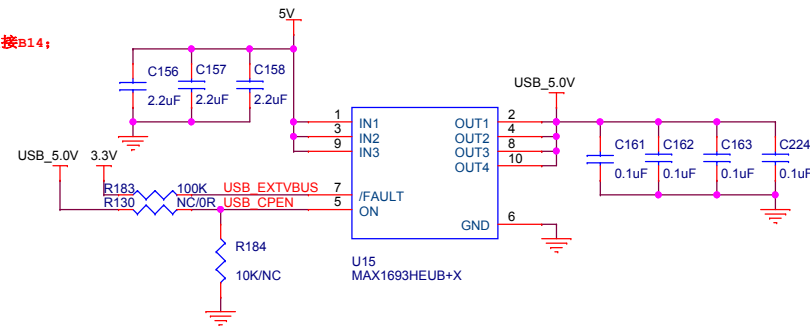 5V
接B14;
C156
C157
C158
2.2uF
2.2uF
2.2uF
USB_5.0V
1
IN1
OUT1
2
3
IN2
OUT2
4
9
IN3
OUT3
8
OUT4
10
C161
C162
C163
C224
0.1uF
0.1uF
0.1uF
0.1uF
USB_5.0V
3.3V
R183
100K
USB_EXTVBUS
7
/FAULT
R130
NC/0R
USB_CPEN
5
ON
GND
6
R184
10K/NC
U15
MAX1693HEUB+X